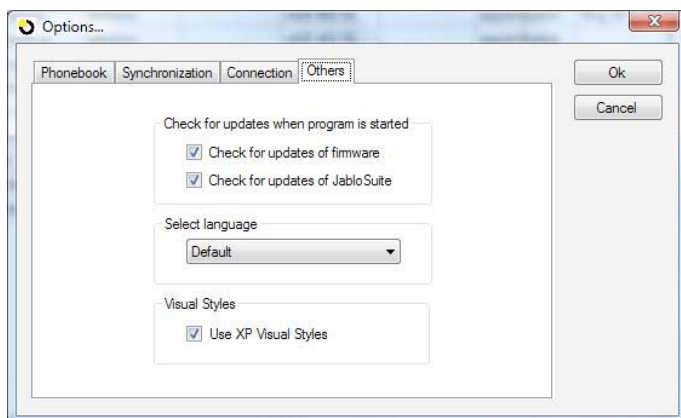 Options...
Phonebook Synchronization Connection Others
Ok
Cancel
Check for updates when program is started
Check for updates of firmware
Check for updates of JabloSuite
Select language
Default
Visual Styles
Use XP Visual Styles